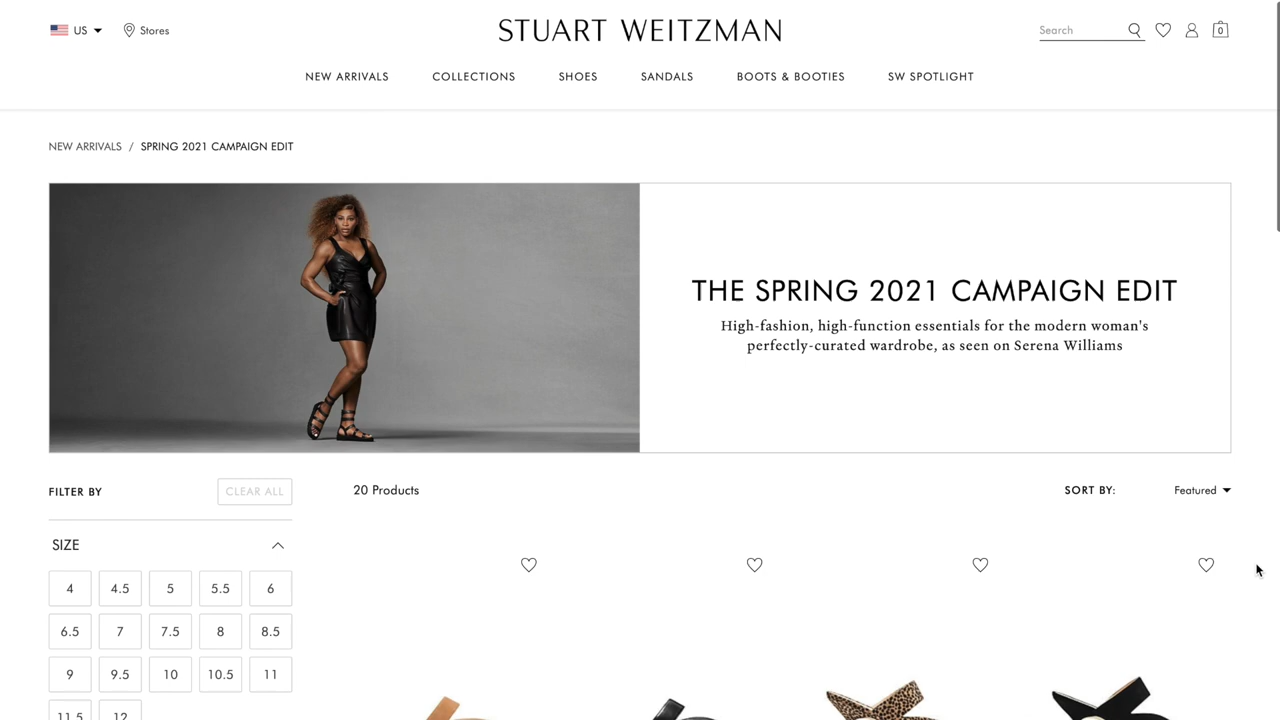 US
Stores
STUART WEITZMAN
Search
0
NEW ARRIVALS
COLLECTIONS
SHOES
SANDALS
BOOTS & BOOTIES
SW SPOTLIGHT
NEW ARRIVALS / SPRING 2021 CAMPAIGN EDIT
THE SPRING 2021 CAMPAIGN EDIT
High-fashion, high-function essentials for the modern woman's
perfectly-curated wardrobe, as seen on Serena Williams
FILTER BY
CLEAR ALL
20 Products
SORT BY:
Featured
SIZE
4 4.5 5 5.5 6
6.5 7 7.5 8 8.5
9 9.5 10 10.5 11
11.5 12